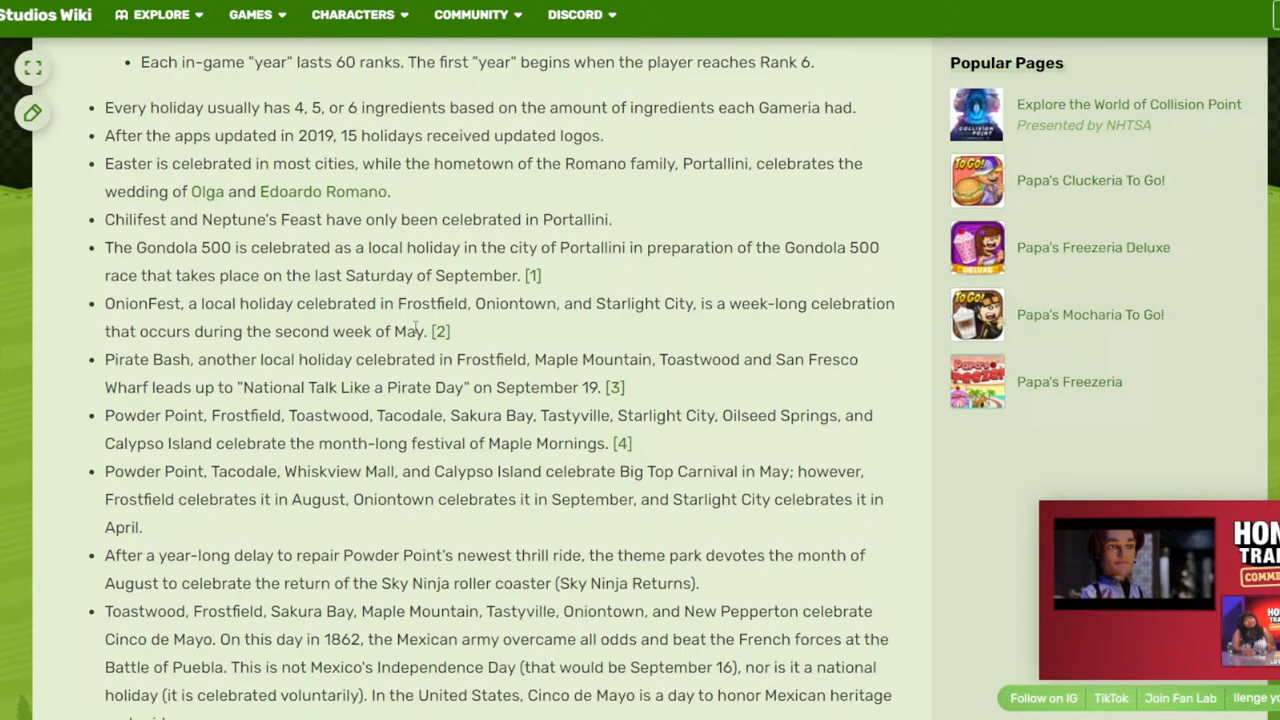 Studios Wiki
EXPLORE
GAMES
CHARACTERS
COMMUNITY
DISCORD
Each in-game "year" lasts 60 ranks. The first "year" begins when the player reaches Rank 6.
Every holiday usually has 4, 5, or 6 ingredients based on the amount of ingredients each Gameria had.
After the apps updated in 2019, 15 holidays received updated logos.
Easter is celebrated in most cities, while the hometown of the Romano family, Portallini, celebrates the
wedding of Olga and Edoardo Romano.
Chilifest and Neptune's Feast have only been celebrated in Portallini.
The Gondola 500 is celebrated as a local holiday in the city of Portallini in preparation of the Gondola 500
race that takes place on the last Saturday of September. [1]
OnionFest, a local holiday celebrated in Frostfield, Oniontown, and Starlight City, is a week-long celebration
that occurs during the second week of May. [2]
Pirate Bash, another local holiday celebrated in Frostfield, Maple Mountain, Toastwood and San Fresco
Wharf leads up to "National Talk Like a Pirate Day" on September 19. [3]
Powder Point, Frostfield, Toastwood, Tacodale, Sakura Bay, Tastyville, Starlight City, Oilseed Springs, and
Calypso Island celebrate the month-long festival of Maple Mornings. [4]
Powder Point, Tacodale, Whiskview Mall, and Calypso Island celebrate Big Top Carnival in May; however,
Frostfield celebrates it in August, Oniontown celebrates it in September, and Starlight City celebrates it in
April.
After a year-long delay to repair Powder Point's newest thrill ride, the theme park devotes the month of
August to celebrate the return of the Sky Ninja roller coaster (Sky Ninja Returns).
Toastwood, Frostfield, Sakura Bay, Maple Mountain, Tastyville, Oniontown, and New Pepperton celebrate
Cinco de Mayo. On this day in 1862, the Mexican army overcame all odds and beat the French forces at the
Battle of Puebla. This is not Mexico's Independence Day (that would be September 16), nor is it a national
holiday (it is celebrated voluntarily). In the United States, Cinco de Mayo is a day to honor Mexican heritage
Popular Pages
COLLISION
POINT
Explore the World of Collision Point
Presented by NHTSA
TO GO!
Papa's Cluckeria To Go!
DELUXE
Papa's Freezeria Deluxe
TO GO!
Papa's Mocharia To Go!
Papa's Freezeria
HON
TRAI
COMME
Follow on IG
TikTok
Join Fan Lab
llenge yo